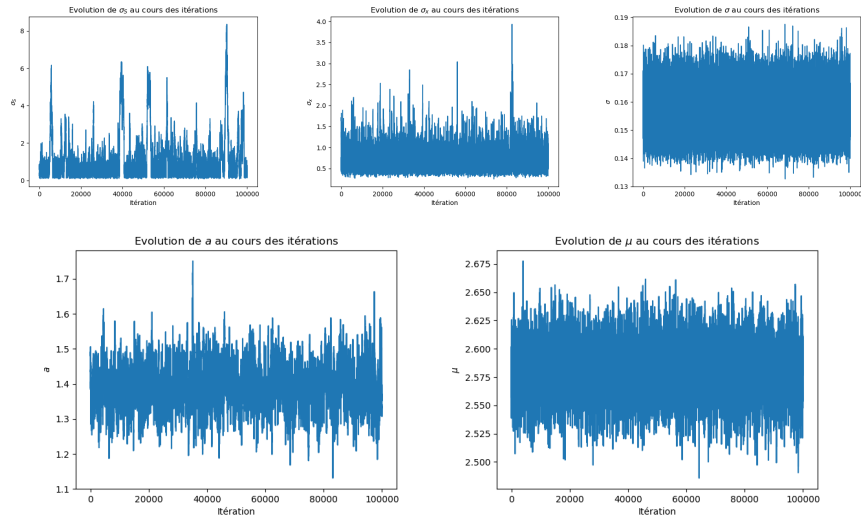 Evolution de σ_S au cours des itérations
σ_S
8
6
4
2
0
0 20000 40000 60000 80000 100000
Itération
Evolution de σ_α au cours des itérations
4.0
3.5
3.0
2.5
2.0
1.5
1.0
0.5
0 20000 40000 60000 80000 100000
Itération
Evolution de σ au cours des itérations
σ
0.19
0.18
0.17
0.16
0.15
0.14
0.13
0 20000 40000 60000 80000 100000
Itération
Evolution de a au cours des itérations
a
1.7
1.6
1.5
1.4
1.3
1.2
1.1
0 20000 40000 60000 80000 100000
Itération
Evolution de μ au cours des itérations
μ
2.675
2.650
2.625
2.600
2.575
2.550
2.525
2.500
0 20000 40000 60000 80000 100000
Itération